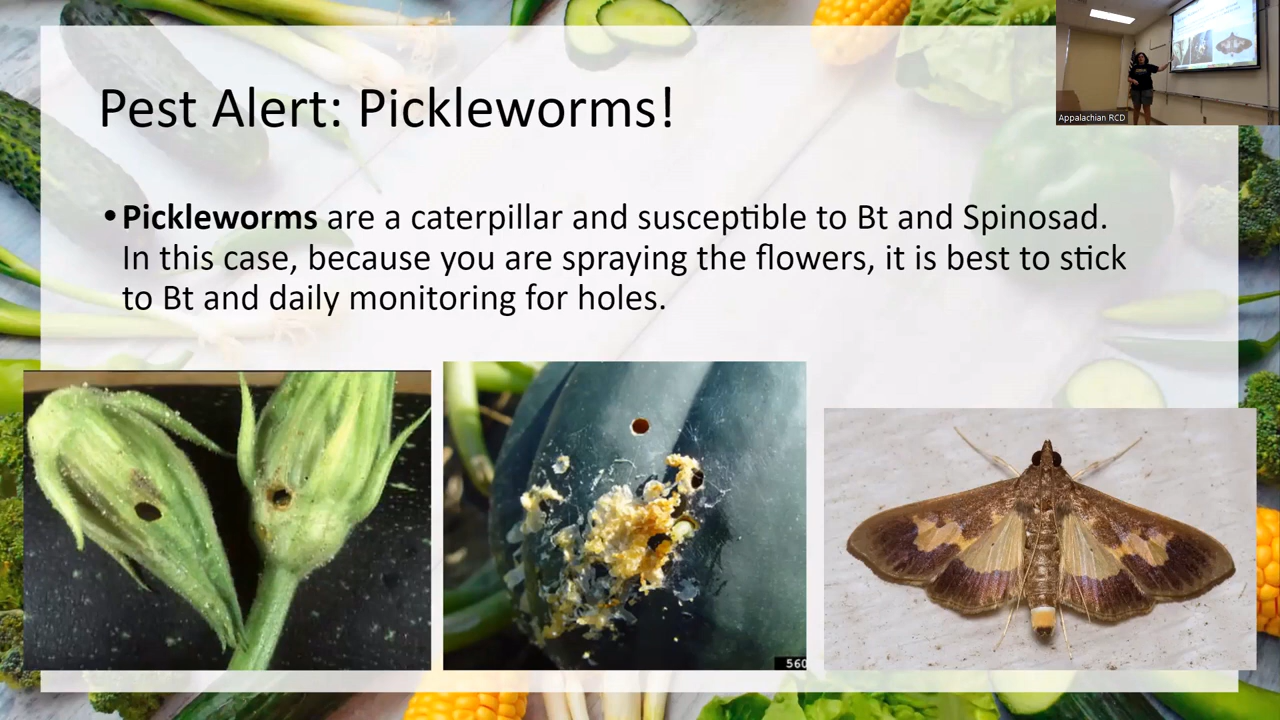 Pest Alert: Pickleworms!
Appalachian RCD
•Pickleworms are a caterpillar and susceptible to Bt and Spinosad.
In this case, because you are spraying the flowers, it is best to stick
to Bt and daily monitoring for holes.
560